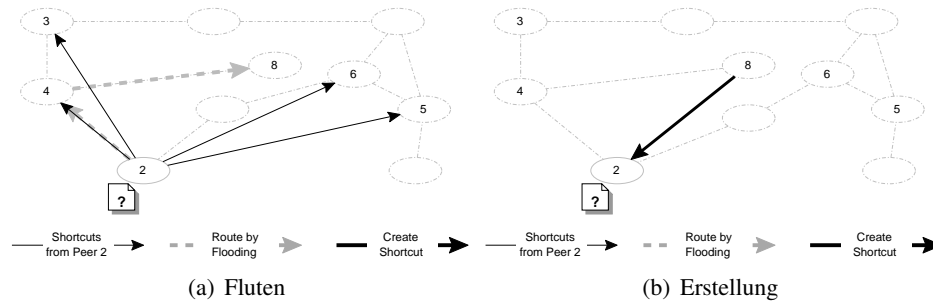 3
8
6
4
5
2
?
Shortcuts
from Peer 2
Route by
Flooding
Create
Shortcut
(a) Fluten
3
8
6
4
5
2
?
Shortcuts
from Peer 2
Route by
Flooding
Create
Shortcut
(b) Erstellung